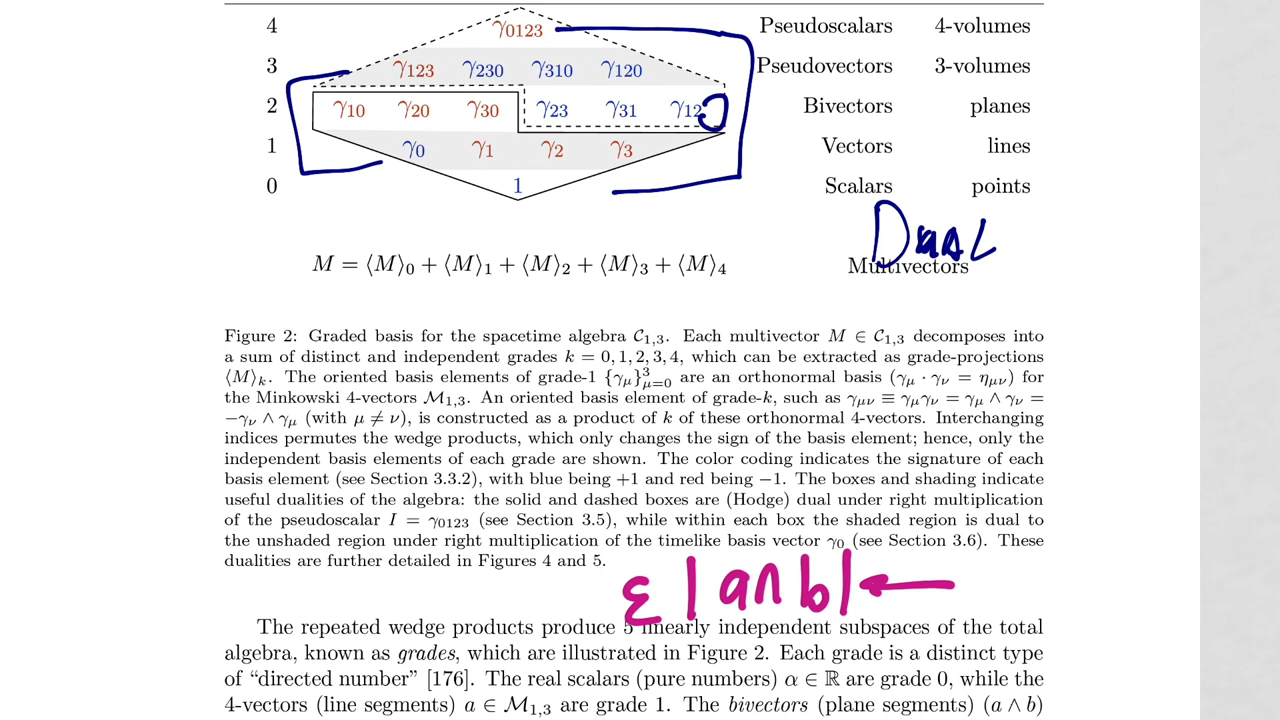 4 γ0123 Pseudoscalars 4-volumes
3 γ123 γ230 γ310 γ120 Pseudovectors 3-volumes
2 γ10 γ20 γ30 γ23 γ31 γ12 Bivectors planes
1 γ0 γ1 γ2 γ3 Vectors lines
0 1 Scalars points
Dual
M = ⟨M⟩0 + ⟨M⟩1 + ⟨M⟩2 + ⟨M⟩3 + ⟨M⟩4 Multivectors
Figure 2: Graded basis for the spacetime algebra C1,3. Each multivector M ∈ C1,3 decomposes into
a sum of distinct and independent grades k = 0, 1, 2, 3, 4, which can be extracted as grade-projections
⟨M⟩k. The oriented basis elements of grade-1 {γμ}³μ=0 are an orthonormal basis (γμ · γν = ημν) for
the Minkowski 4-vectors M1,3. An oriented basis element of grade-k, such as γμν ≡ γμγν = γμ ∧ γν =
−γν ∧ γμ (with μ ≠ ν), is constructed as a product of k of these orthonormal 4-vectors. Interchanging
indices permutes the wedge products, which only changes the sign of the basis element; hence, only the
independent basis elements of each grade are shown. The color coding indicates the signature of each
basis element (see Section 3.3.2), with blue being +1 and red being −1. The boxes and shading indicate
useful dualities of the algebra: the solid and dashed boxes are (Hodge) dual under right multiplication
of the pseudoscalar I = γ0123 (see Section 3.5), while within each box the shaded region is dual to
the unshaded region under right multiplication of the timelike basis vector γ0 (see Section 3.6). These
dualities are further detailed in Figures 4 and 5.
ε |a∧b|
The repeated wedge products produce 5 linearly independent subspaces of the total
algebra, known as grades, which are illustrated in Figure 2. Each grade is a distinct type
of “directed number” [176]. The real scalars (pure numbers) α ∈ ℝ are grade 0, while the
4-vectors (line segments) a ∈ M1,3 are grade 1. The bivectors (plane segments) (a ∧ b)